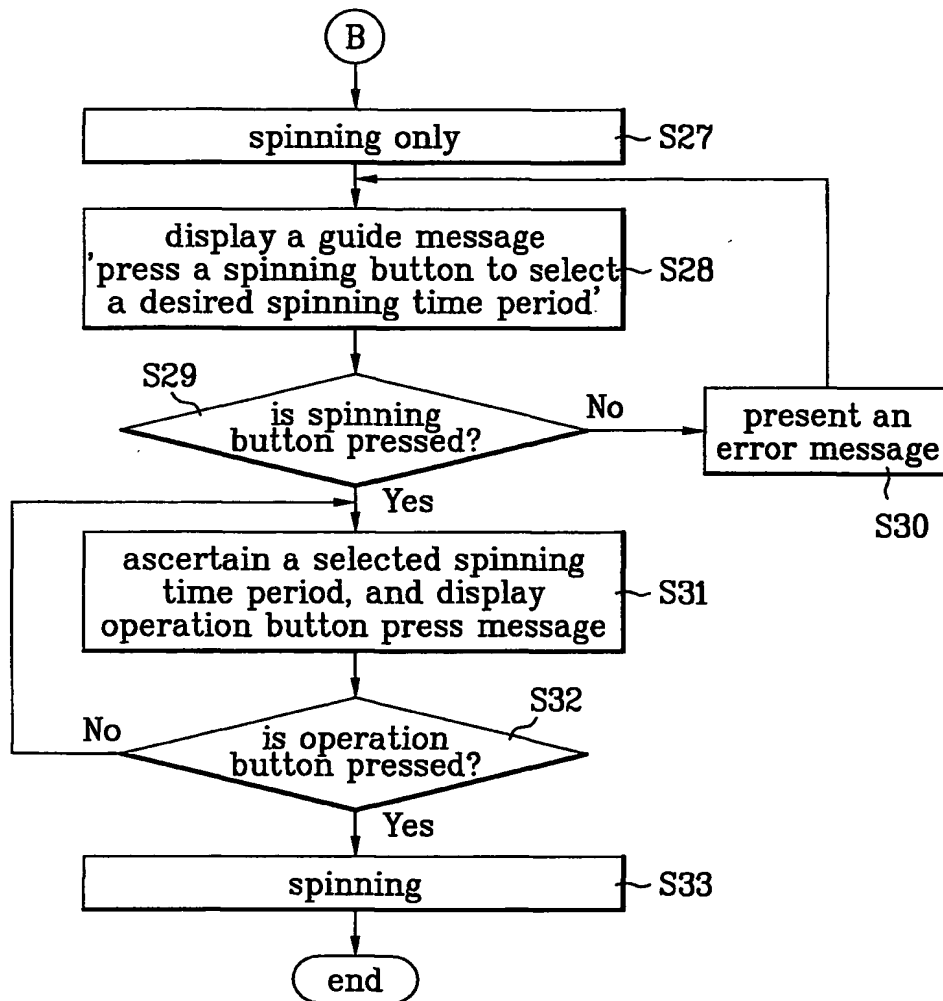 B
spinning only
S27
display a guide message
'press a spinning button to select
a desired spinning time period'
S28
S29
is spinning
button pressed?
No
present an
error message
S30
Yes
ascertain a selected spinning
time period, and display
operation button press message
S31
S32
No
is operation
button pressed?
Yes
spinning
S33
end